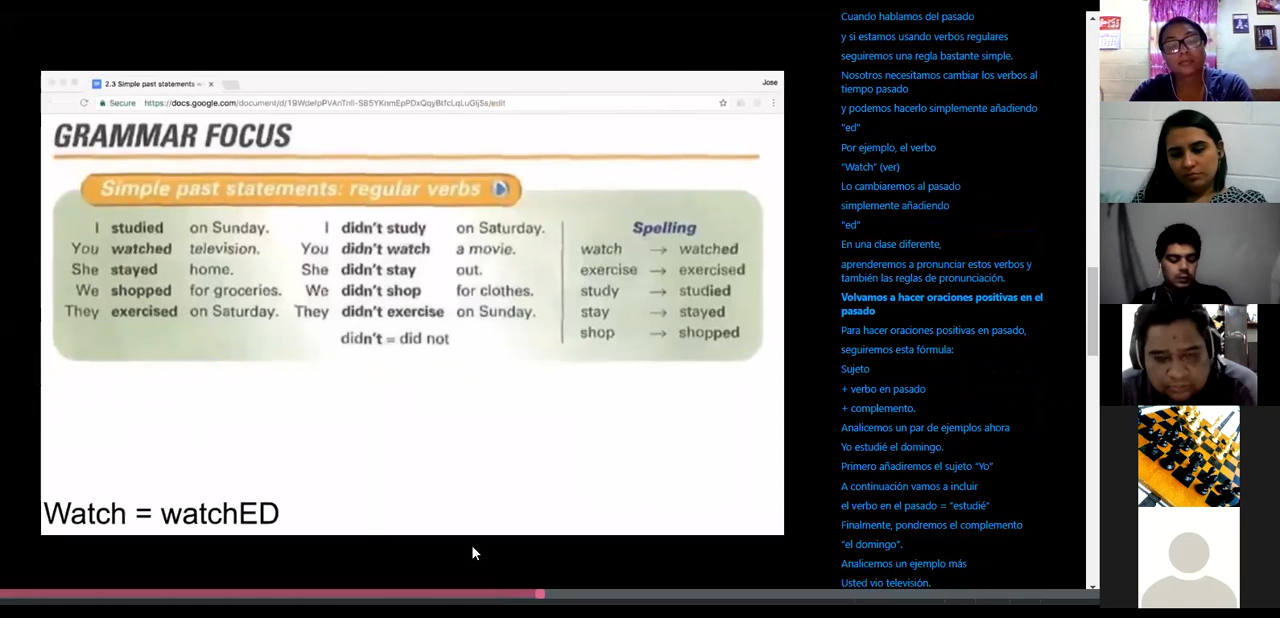 2.3 Simple past statements
Jose
Secure
GRAMMAR FOCUS
Simple past statements: regular verbs
I studied on Sunday. I didn't study on Saturday.
You watched television. You didn't watch a movie.
She stayed home. She didn't stay out.
We shopped for groceries. We didn't shop for clothes.
They exercised on Saturday. They didn't exercise on Sunday.
didn't = did not
Spelling
watch → watched
exercise → exercised
study → studied
stay → stayed
shop → shopped
Watch = watchED
Cuando hablamos del pasado
y si estamos usando verbos regulares
seguiremos una regla bastante simple.
Nosotros necesitamos cambiar los verbos al
tiempo pasado
y podemos hacerlo simplemente añadiendo
"ed"
Por ejemplo, el verbo
"Watch" (ver)
Lo cambiaremos al pasado
simplemente añadiendo
"ed"
En una clase diferente,
aprenderemos a pronunciar estos verbos y
también las reglas de pronunciación.
Volvamos a hacer oraciones positivas en el
pasado
Para hacer oraciones positivas en pasado,
seguiremos esta fórmula:
Sujeto
+ verbo en pasado
+ complemento.
Analicemos un par de ejemplos ahora
Yo estudié el domingo.
Primero añadiremos el sujeto "Yo"
A continuación vamos a incluir
el verbo en el pasado = "estudié"
Finalmente, pondremos el complemento
"el domingo".
Analicemos un ejemplo más
Usted vio televisión.